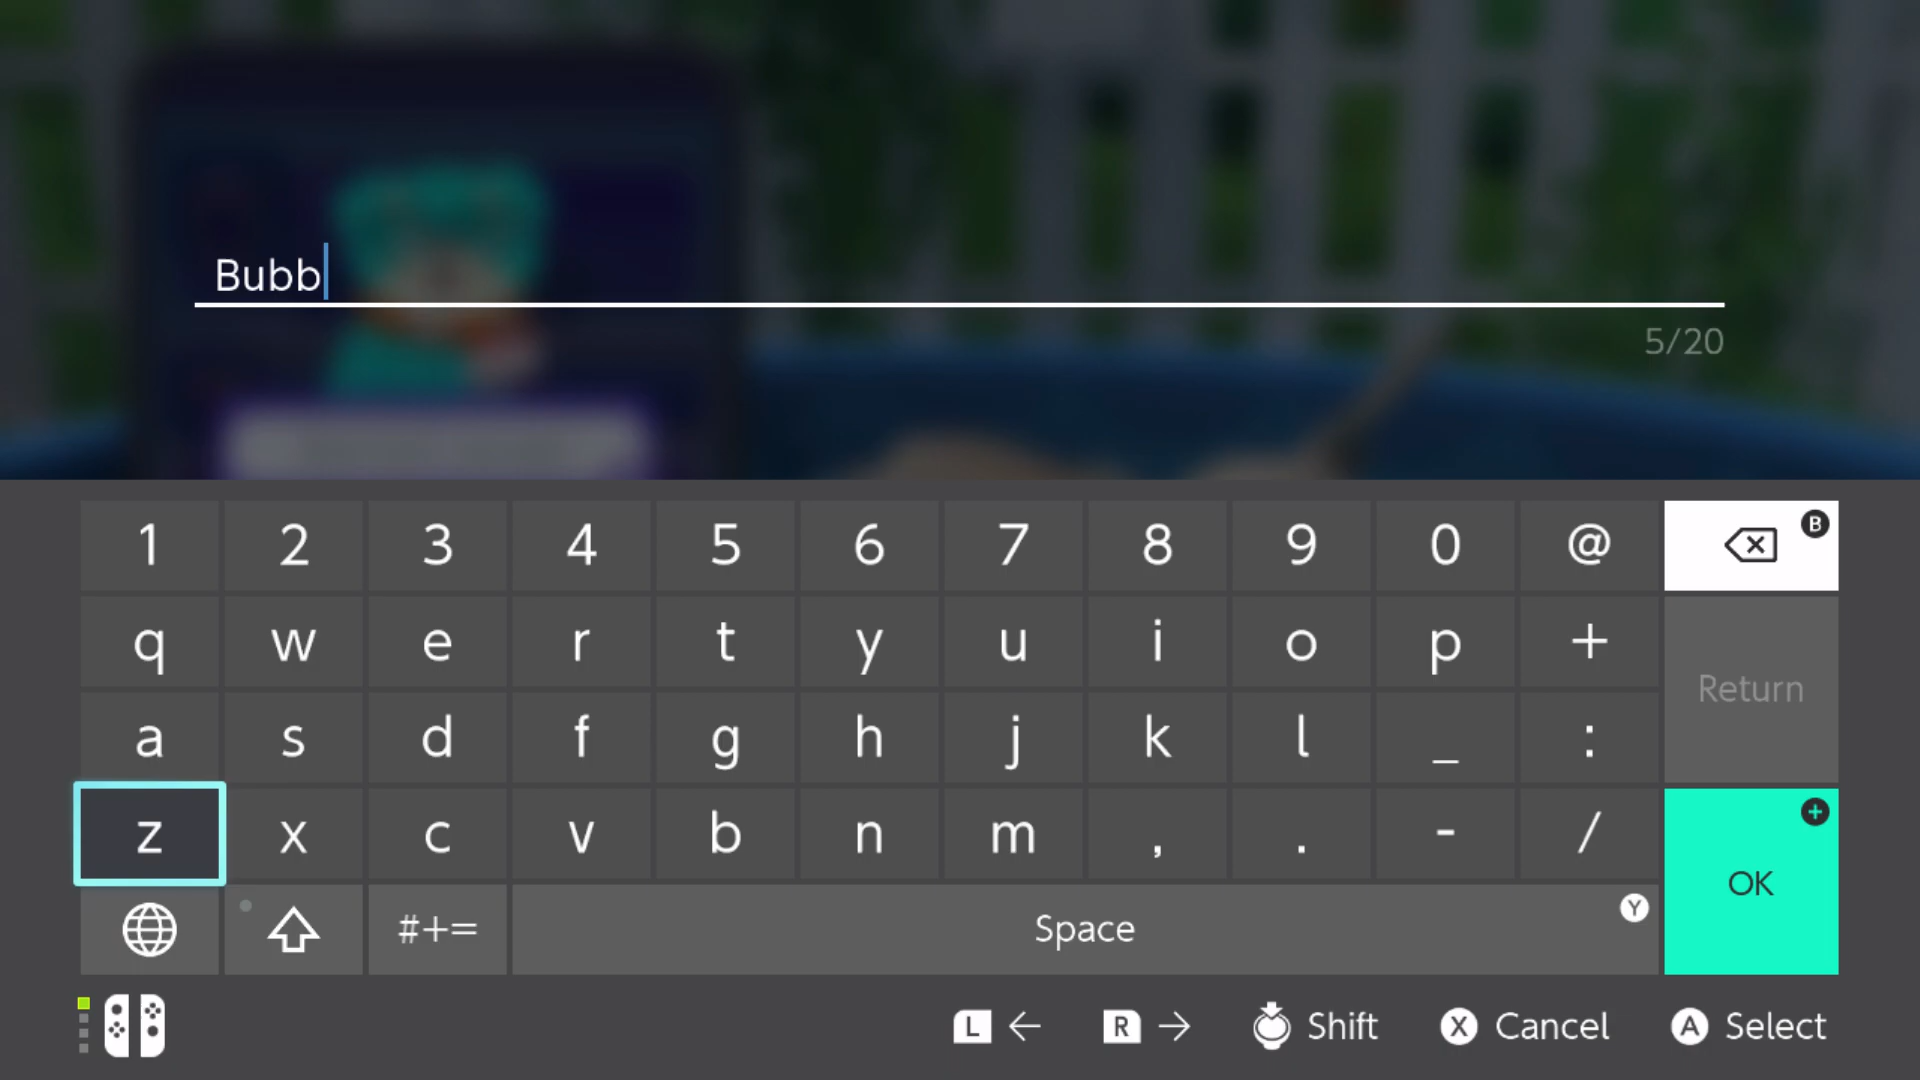 Bubb
5/20
1 2 3 4 5 6 7 8 9 0 @ B
q w e r t y u i o p + Return
a s d f g h j k l _ :
z x c v b n m , . - / + OK
#+= Space Y
L ← R → Shift X Cancel A Select